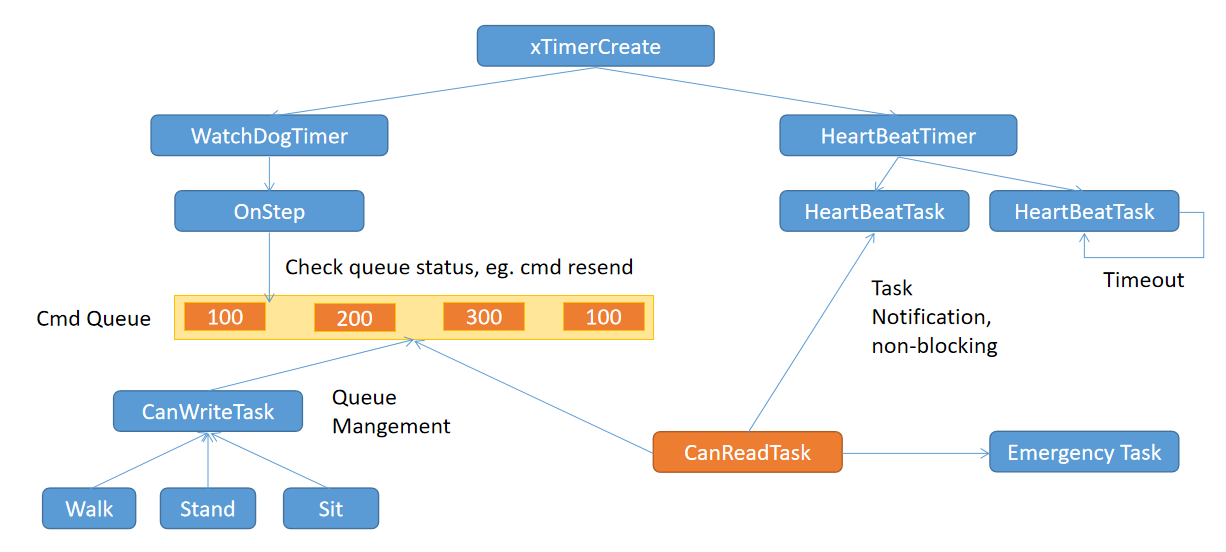 xTimerCreate
WatchDogTimer
HeartBeatTimer
OnStep
HeartBeatTask
HeartBeatTask
Check queue status, eg. cmd resend
Timeout
Cmd Queue
100
200
300
100
Task
Notification,
non-blocking
CanWriteTask
Queue
Mangement
CanReadTask
Emergency Task
Walk
Stand
Sit